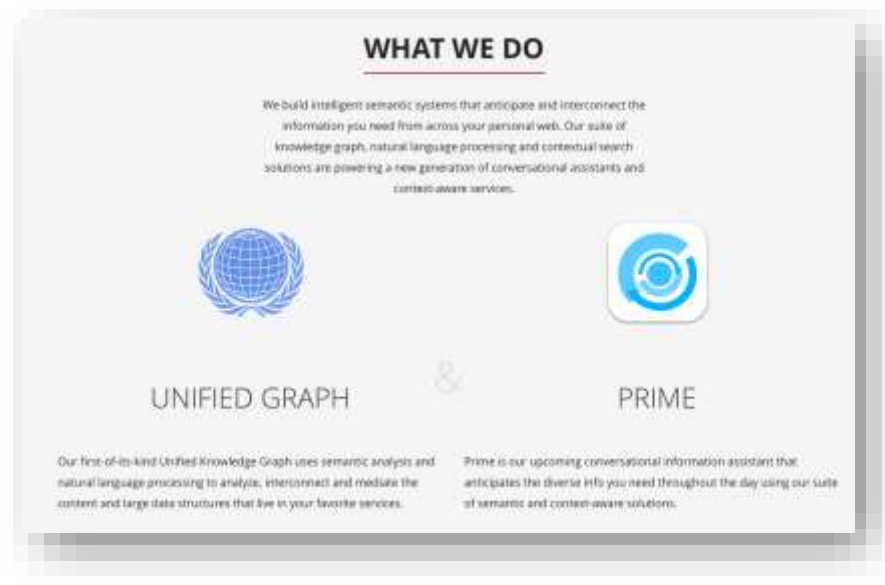 WHAT WE DO
We build intelligent semantic systems that anticipate and interconnect the
information you need from across your personal web. Our suite of
knowledge graph, natural language processing and contextual search
solutions are powering a new generation of conversational assistants and
context-aware services.
&
UNIFIED GRAPH
PRIME
Our first-of-its-kind Unified Knowledge Graph uses semantic analysis and
natural language processing to analyze, interconnect and mediate the
content and large data structures that live in your favorite services.
Prime is our upcoming conversational information assistant that
anticipates the diverse info you need throughout the day using our suite
of semantic and context-aware solutions.